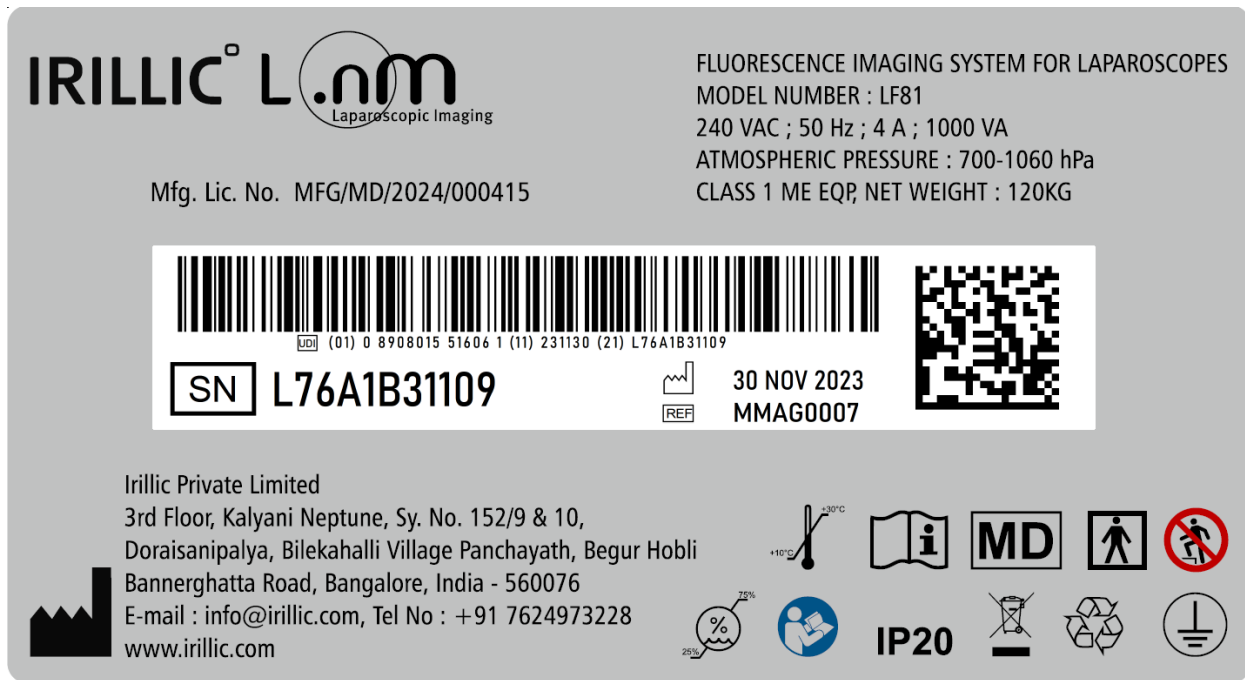 IRILLIC° L .nm
Laparoscopic Imaging
Mfg. Lic. No. MFG/MD/2024/000415
FLUORESCENCE IMAGING SYSTEM FOR LAPAROSCOPES
MODEL NUMBER : LF81
240 VAC ; 50 Hz ; 4 A ; 1000 VA
ATMOSPHERIC PRESSURE : 700-1060 hPa
CLASS 1 ME EQP, NET WEIGHT : 120KG
UDI (01) 0 8908015 51606 1 (11) 231130 (21) L76A1B31109
SN L76A1B31109
30 NOV 2023
REF MMAG0007
Irillic Private Limited
3rd Floor, Kalyani Neptune, Sy. No. 152/9 & 10,
Doraisanipalya, Bilekahalli Village Panchayath, Begur Hobli
Bannerghatta Road, Bangalore, India - 560076
E-mail : info@irillic.com, Tel No : +91 7624973228
www.irillic.com
+30°C
+10°C
i
MD
75%
%
25%
IP20